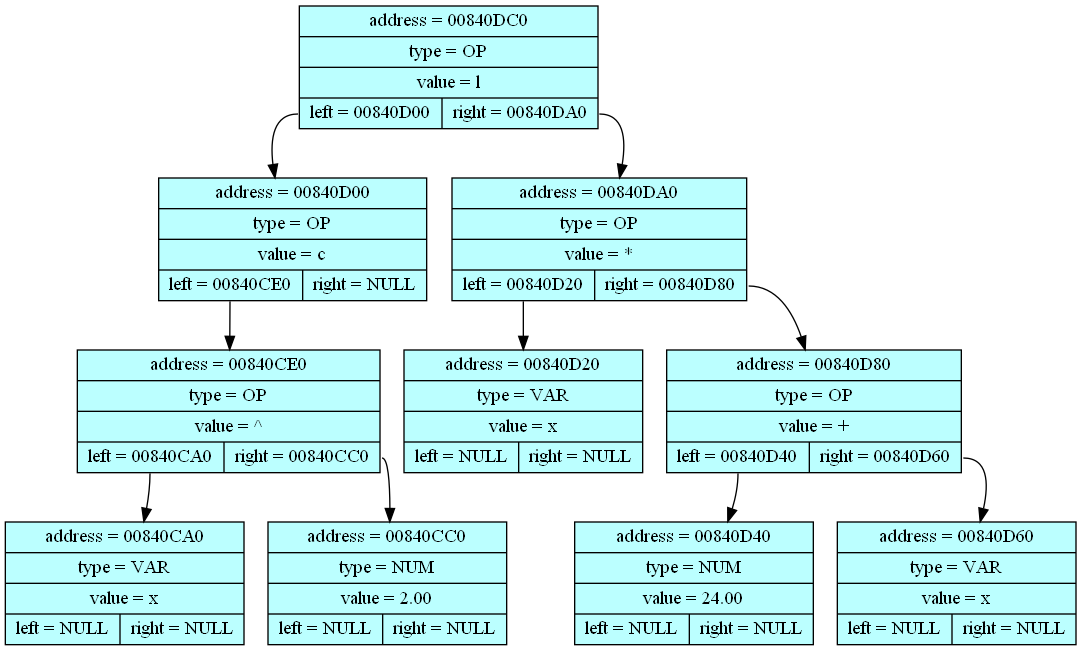 address = 00840DC0
type = OP
value = l
left = 00840D00 right = 00840DA0
address = 00840D00
type = OP
value = c
left = 00840CE0 right = NULL
address = 00840DA0
type = OP
value = *
left = 00840D20 right = 00840D80
address = 00840CE0
type = OP
value = ^
left = 00840CA0 right = 00840CC0
address = 00840D20
type = VAR
value = x
left = NULL right = NULL
address = 00840D80
type = OP
value = +
left = 00840D40 right = 00840D60
address = 00840CA0
type = VAR
value = x
left = NULL right = NULL
address = 00840CC0
type = NUM
value = 2.00
left = NULL right = NULL
address = 00840D40
type = NUM
value = 24.00
left = NULL right = NULL
address = 00840D60
type = VAR
value = x
left = NULL right = NULL